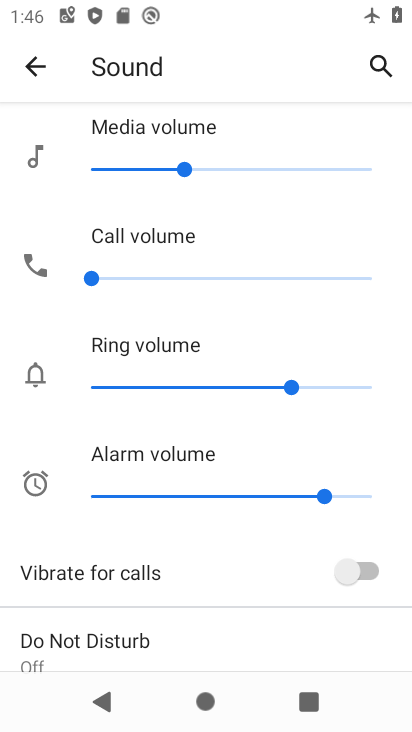 1:46
Sound
Media volume
Call volume
Ring volume
Alarm volume
Vibrate for calls
Do Not Disturb
Off